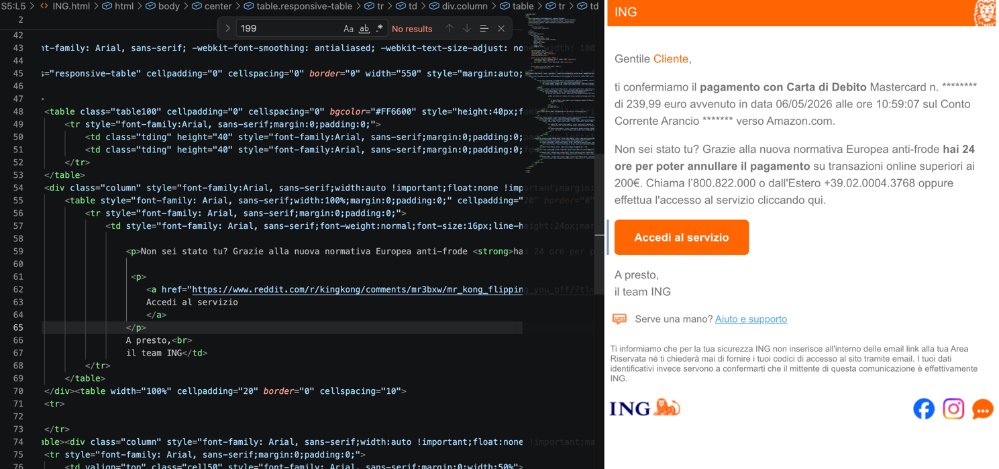 S5:L5 > <> ING.html > html > body > center > table.responsive-table > tr > td > div.column > table > tr > td
199
Aa ab .* No results
2
42
43 nt-family: Arial, sans-serif; -webkit-font-smoothing: antialiased; -webkit-text-size-adjust: non width: 100
44
45 s="responsive-table" cellpadding="0" cellspacing="0" border="0" width="550" style="margin:auto;
46
47 >
48 <table class="table100" cellpadding="0" cellspacing="0" bgcolor="#FF6600" style="height:40px;f
49 <tr style="font-family:Arial, sans-serif;margin:0;padding:0;">
50 <td class="tding" height="40" style="font-family:Arial, sans-serif;margin:0;padding:0;
51 <td class="tding" height="40" style="font-family:Arial, sans-serif;margin:0;padding:0;
52 </tr>
53 </table>
54 <div class="column" style="font-family:Arial, sans-serif;width:auto !important;float:none !important;margin:
55 <table style="font-family: Arial, sans-serif;width:100%;margin:0;padding:0;" cellpadding="20" border="0"
56 <tr style="font-family: Arial, sans-serif;margin:0;padding:0;">
57 <td style="font-family: Arial, sans-serif;font-weight:normal;font-size:16px;line-height:24px;mar
58
59 <p>Non sei stato tu? Grazie alla nuova normativa Europea anti-frode <strong>hai 24 ore per p
60
61 <p>
62 <a href="https://www.reddit.com/r/kingkong/comments/mr3bxw/mr_kong_flipping_you_off/?tl=
63 Accedi al servizio
64 </a>
65 </p>
66 A presto,<br>
67 il team ING</td>
68 </tr>
69 </table>
70 </div><table width="100%" cellpadding="20" border="0" cellspacing="10">
71 <tr>
72
73 </tr>
74 able><div class="column" style="font-family: Arial, sans-serif;width:auto !important;float:none !important;ma
75 <tr style="font-family: Arial, sans-serif;margin:0;padding:0;">
76 <td valign="top" class="cell50" style="font-family: Arial, sans-serif;margin:0;width:50%">
ING
Gentile Cliente,
ti confermiamo il pagamento con Carta di Debito Mastercard n. ********
di 239,99 euro avvenuto in data 06/05/2026 alle ore 10:59:07 sul Conto
Corrente Arancio ******* verso Amazon.com.
Non sei stato tu? Grazie alla nuova normativa Europea anti-frode hai 24
ore per poter annullare il pagamento su transazioni online superiori ai
200€. Chiama l’800.822.000 o dall'Estero +39.02.0004.3768 oppure
effettua l'accesso al servizio cliccando qui.
Accedi al servizio
A presto,
il team ING
Serve una mano? Aiuto e supporto
Ti informiamo che per la tua sicurezza ING non inserisce all'interno delle email link alla tua Area
Riservata né ti chiederà mai di fornire i tuoi codici di accesso al sito tramite email. I tuoi dati
identificativi invece servono a confermarti che il mittente di questa comunicazione è effettivamente
ING.
ING